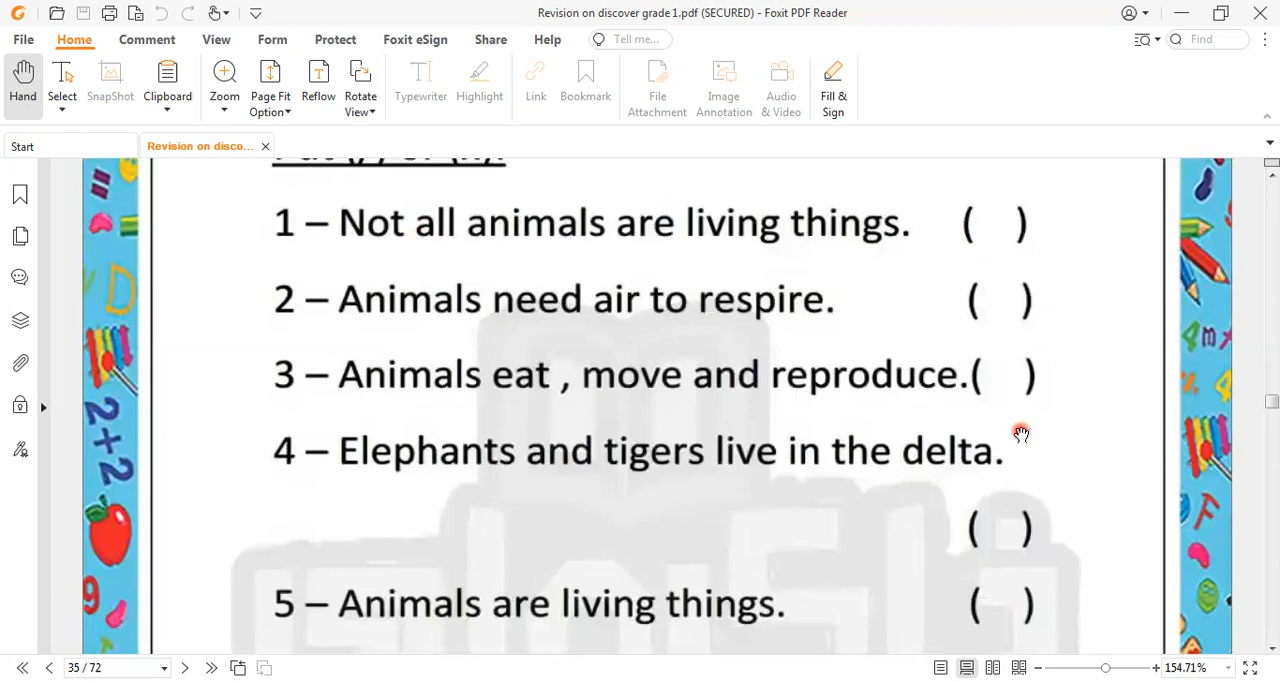 Revision on discover grade1.pdf (SECURED) - Foxit PDF Reader
File Home Comment View Form Protect Foxit eSign Share Help Tell me... Find
Hand Select SnapShot Clipboard Zoom Page Fit Option Reflow Rotate View Typewriter Highlight Link Bookmark File Attachment Image Annotation Audio & Video Fill & Sign
Start Revision on disco...
1 – Not all animals are living things. ( )
2 – Animals need air to respire. ( )
3 – Animals eat , move and reproduce.( )
4 – Elephants and tigers live in the delta.
( )
5 – Animals are living things. ( )
35 / 72 154.71%